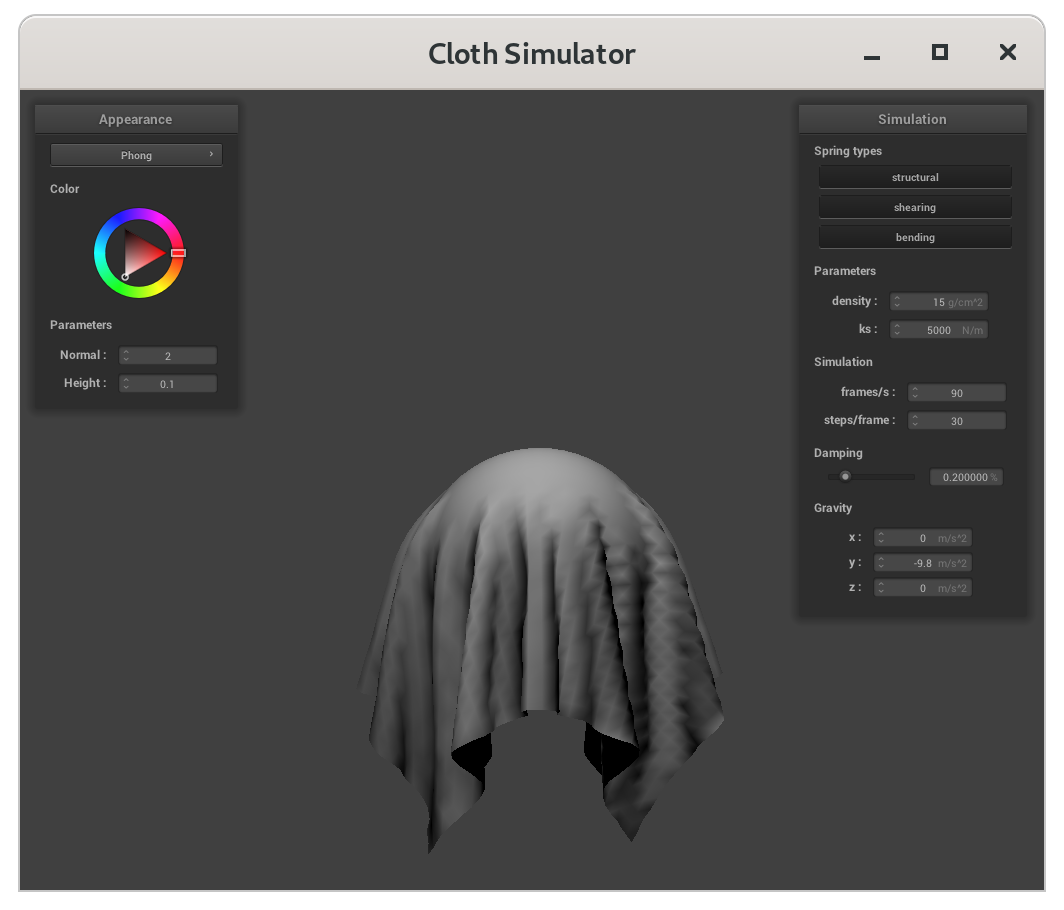 Cloth Simulator
Appearance
Phong
Color
Parameters
Normal : 2
Height : 0.1
Simulation
Spring types
structural
shearing
bending
Parameters
density : 15 g/cm^2
ks : 5000 N/m
Simulation
frames/s : 90
steps/frame : 30
Damping
0.200000 %
Gravity
x : 0 m/s^2
y : -9.8 m/s^2
z : 0 m/s^2